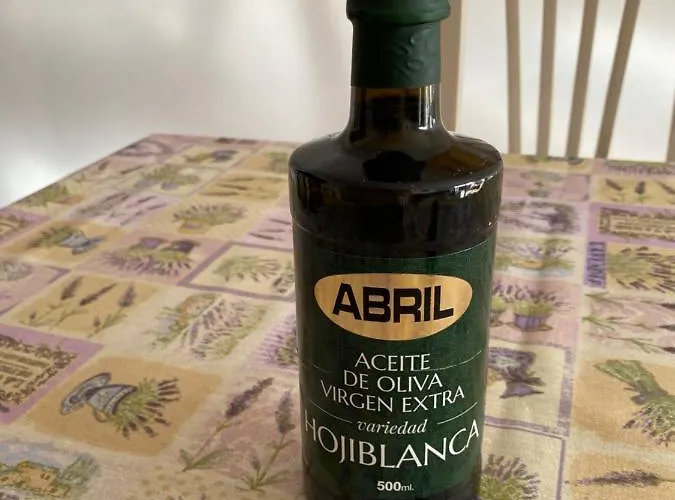 ABRIL
ACEITE
DE OLIVA
VIRGEN EXTRA
variedad
HOJIBLANCA
500ml.